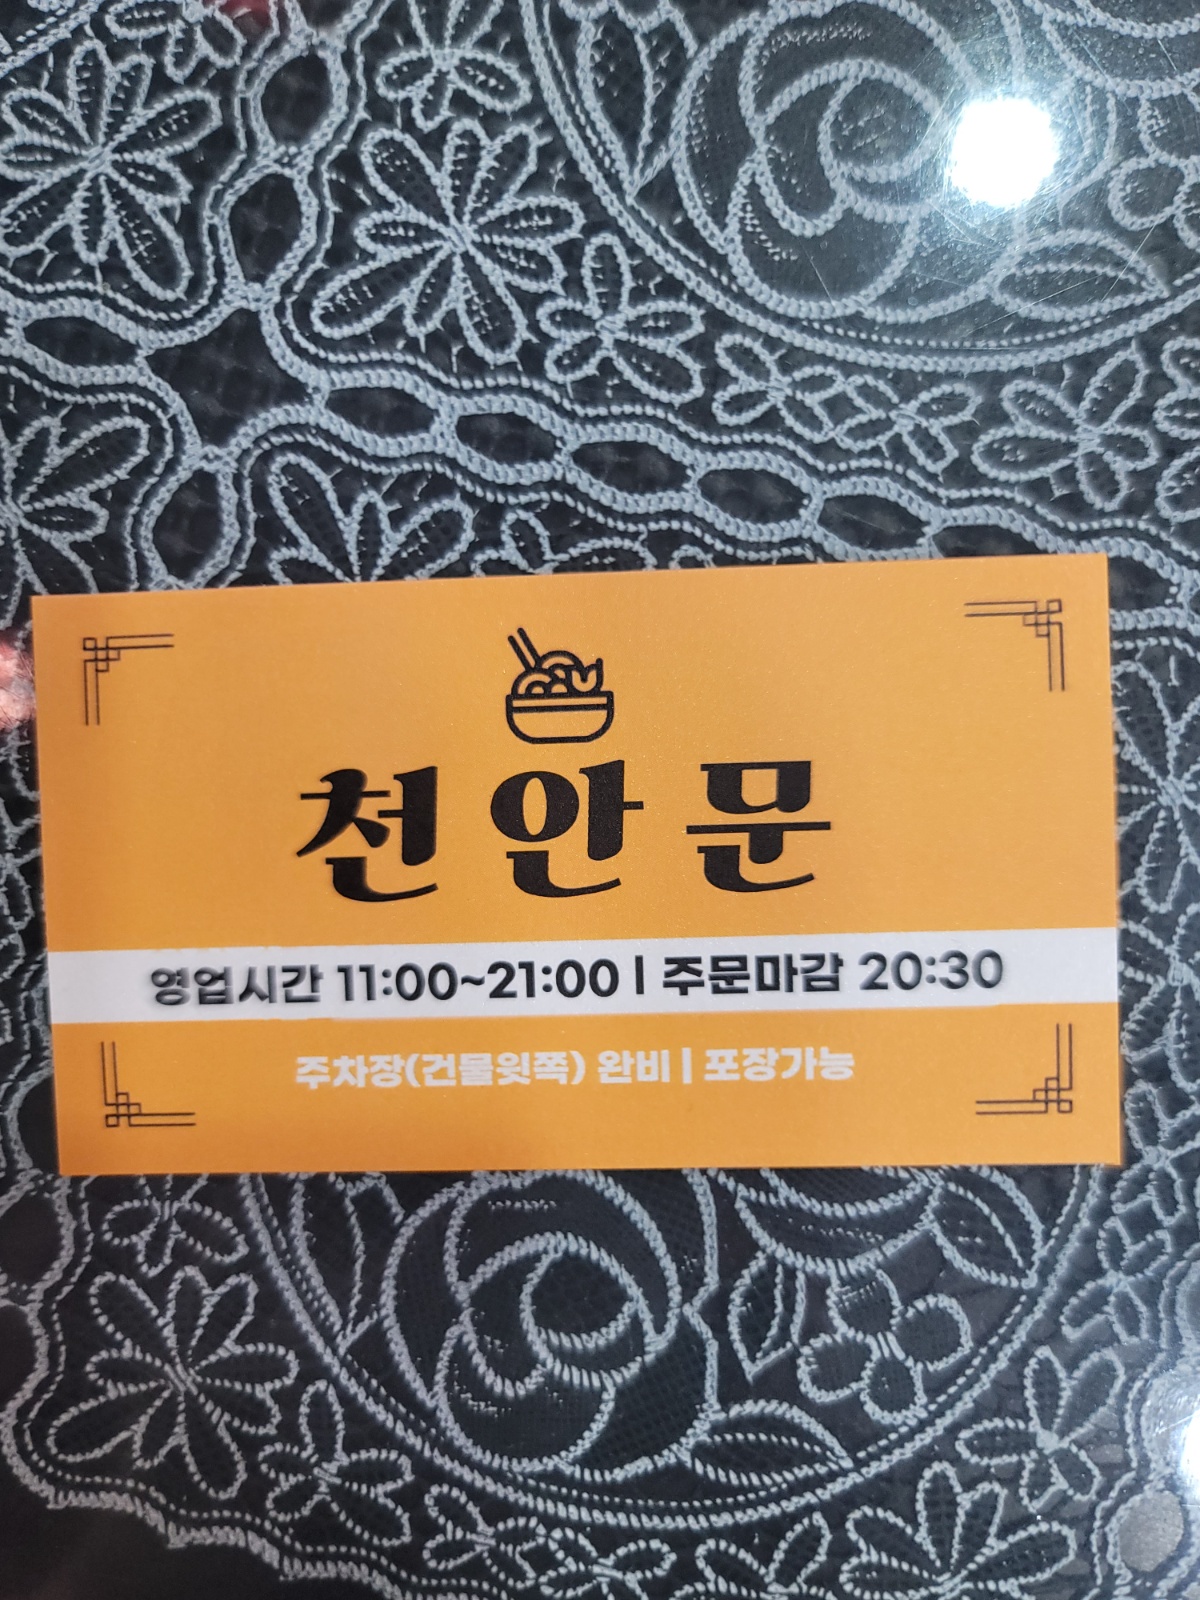 천안문
영업시간 11:00~21:00 | 주문마감 20:30
주차장(건물윗쪽) 완비 | 포장가능